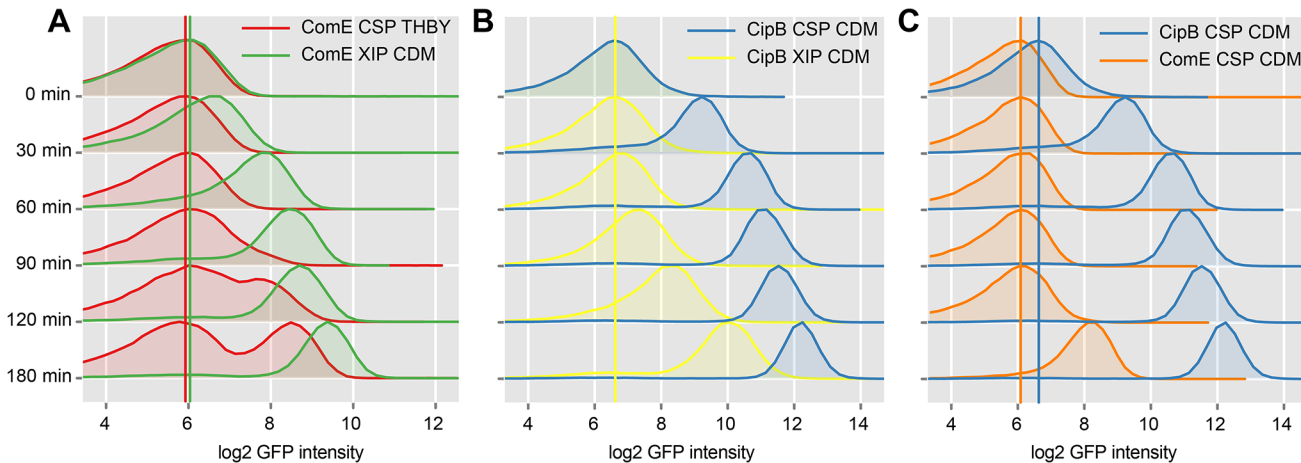 A
ComE CSP THBY
ComE XIP CDM
0 min
30 min
60 min
90 min
120 min
180 min
4 6 8 10 12
log2 GFP intensity
B
CipB CSP CDM
CipB XIP CDM
4 6 8 10 12 14
log2 GFP intensity
C
CipB CSP CDM
ComE CSP CDM
4 6 8 10 12 14
log2 GFP intensity